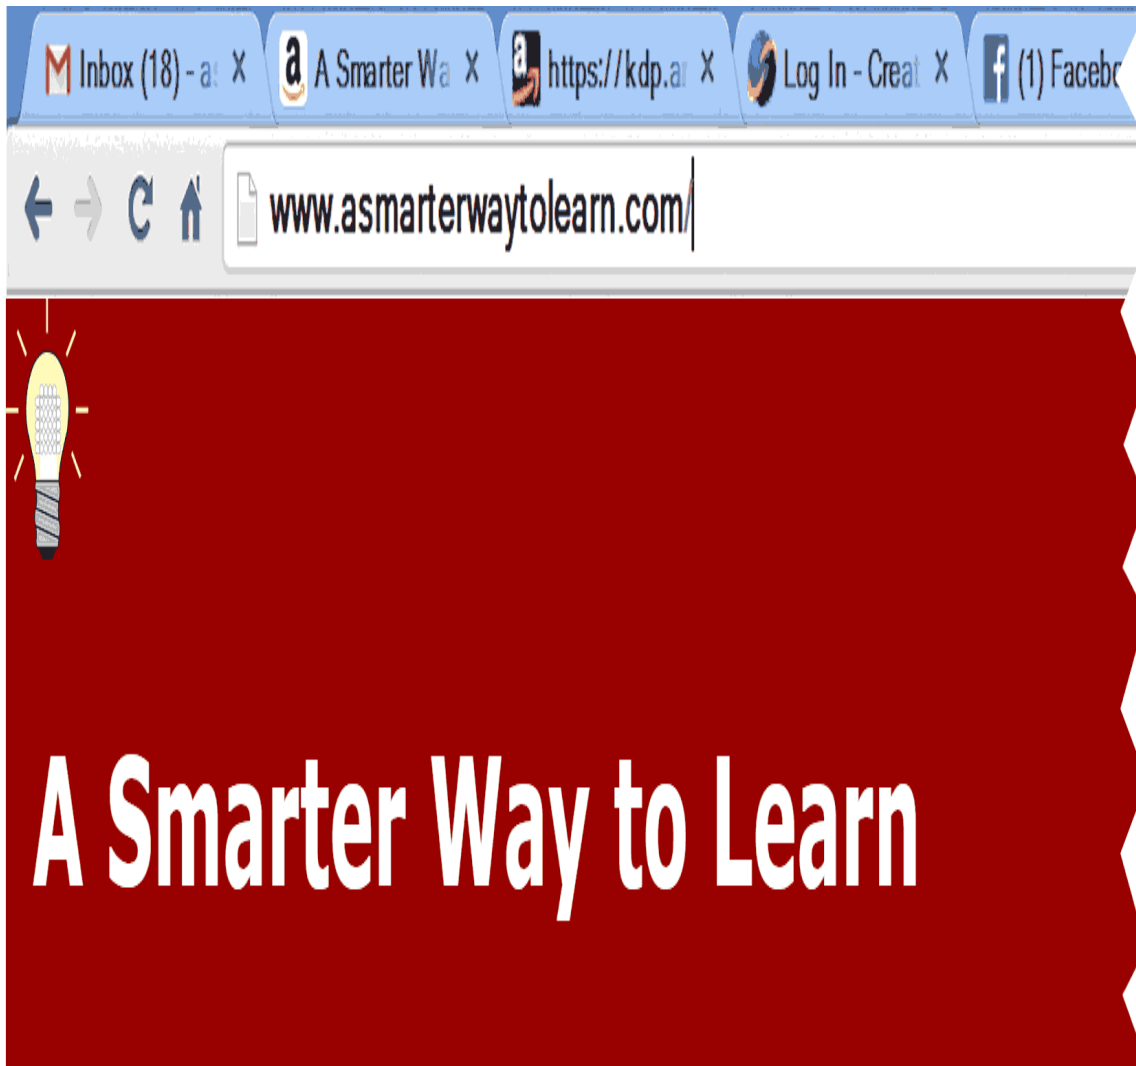 Inbox (18) - a
A Smarter Wa
https://kdp.a
Log In - Creat
(1) Facebo
www.asmarterwaytolearn.com/
A Smarter Way to Learn